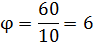 φ = 60/10 = 6